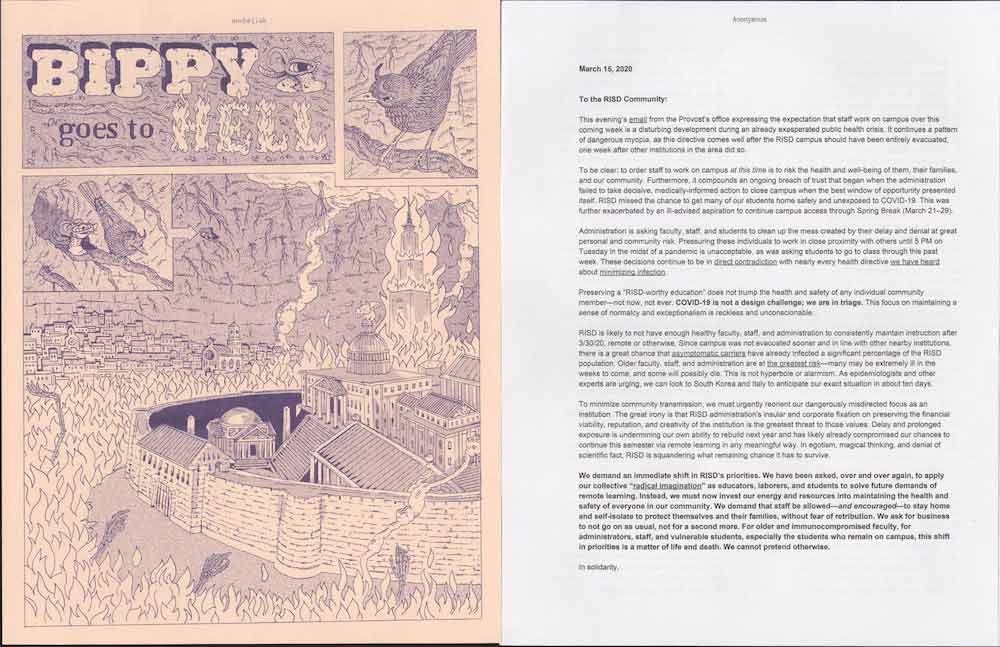 BIPPY
goes to
HELL
Anonymous
March 16, 2020
To the RISD Community:
This evening's email from the Provost's office expressing the expectation that staff work on campus over this
coming week is a disturbing development during an already exasperated public health crisis. It continues a pattern
of dangerous myopia, as this directive comes well after the RISD campus should have been entirely evacuated,
one week after other institutions in the area did so.
To be clear: to order staff to work on campus at this time is to risk the health and well-being of them, their families,
and our community. Furthermore, it compounds an ongoing breach of trust that began when the administration
failed to take decisive, medically-informed action to close campus when the best window of opportunity presented
itself. RISD missed the chance to get many of our students home safely and unexposed to COVID-19. This was
further exacerbated by an ill-advised aspiration to continue campus access through Spring Break (March 21–29).
Administration is asking faculty, staff, and students to clean up the mess created by their delay and denial at great
personal and community risk. Pressuring these individuals to work in close proximity with others until 5 PM on
Tuesday in the midst of a pandemic is unacceptable, as was asking students to go to class through this past
week. These decisions continue to be in direct contradiction with nearly every health directive we have heard
about minimizing infection.
Preserving a "RISD-worthy education" does not trump the health and safety of any individual community
member—not now, not ever. COVID-19 is not a design challenge; we are in triage. This focus on maintaining a
sense of normalcy and exceptionalism is reckless and unconscionable.
RISD is likely to not have enough healthy faculty, staff, and administration to consistently maintain instruction after
3/30/20, remote or otherwise. Since campus was not evacuated sooner and in line with other nearby institutions,
there is a great chance that asymptomatic carriers have already infected a significant percentage of the RISD
population. Older faculty, staff, and administration are at the greatest risk—many may be extremely ill in the
weeks to come, and some will possibly die. This is not hyperbole or alarmism. As epidemiologists and other
experts are urging, we can look to South Korea and Italy to anticipate our exact situation in about ten days.
To minimize community transmission, we must urgently reorient our dangerously misdirected focus as an
institution. The great irony is that RISD administration's insular and corporate fixation on preserving the financial
viability, reputation, and creativity of the institution is the greatest threat to those values. Delay and prolonged
exposure is undermining our own ability to rebuild next year and has likely already compromised our chances to
continue this semester via remote learning in any meaningful way. In egotism, magical thinking, and denial of
scientific fact, RISD is squandering what remaining chance it has to survive.
We demand an immediate shift in RISD's priorities. We have been asked, over and over again, to apply
our collective "radical imagination" as educators, laborers, and students to solve future demands of
remote learning. Instead, we must now invest our energy and resources into maintaining the health and
safety of everyone in our community. We demand that staff be allowed—and encouraged—to stay home
and self-isolate to protect themselves and their families, without fear of retribution. We ask for business
to not go on as usual, not for a second more. For older and immunocompromised faculty, for
administrators, staff, and vulnerable students, especially the students who remain on campus, this shift
in priorities is a matter of life and death. We cannot pretend otherwise.
In solidarity,